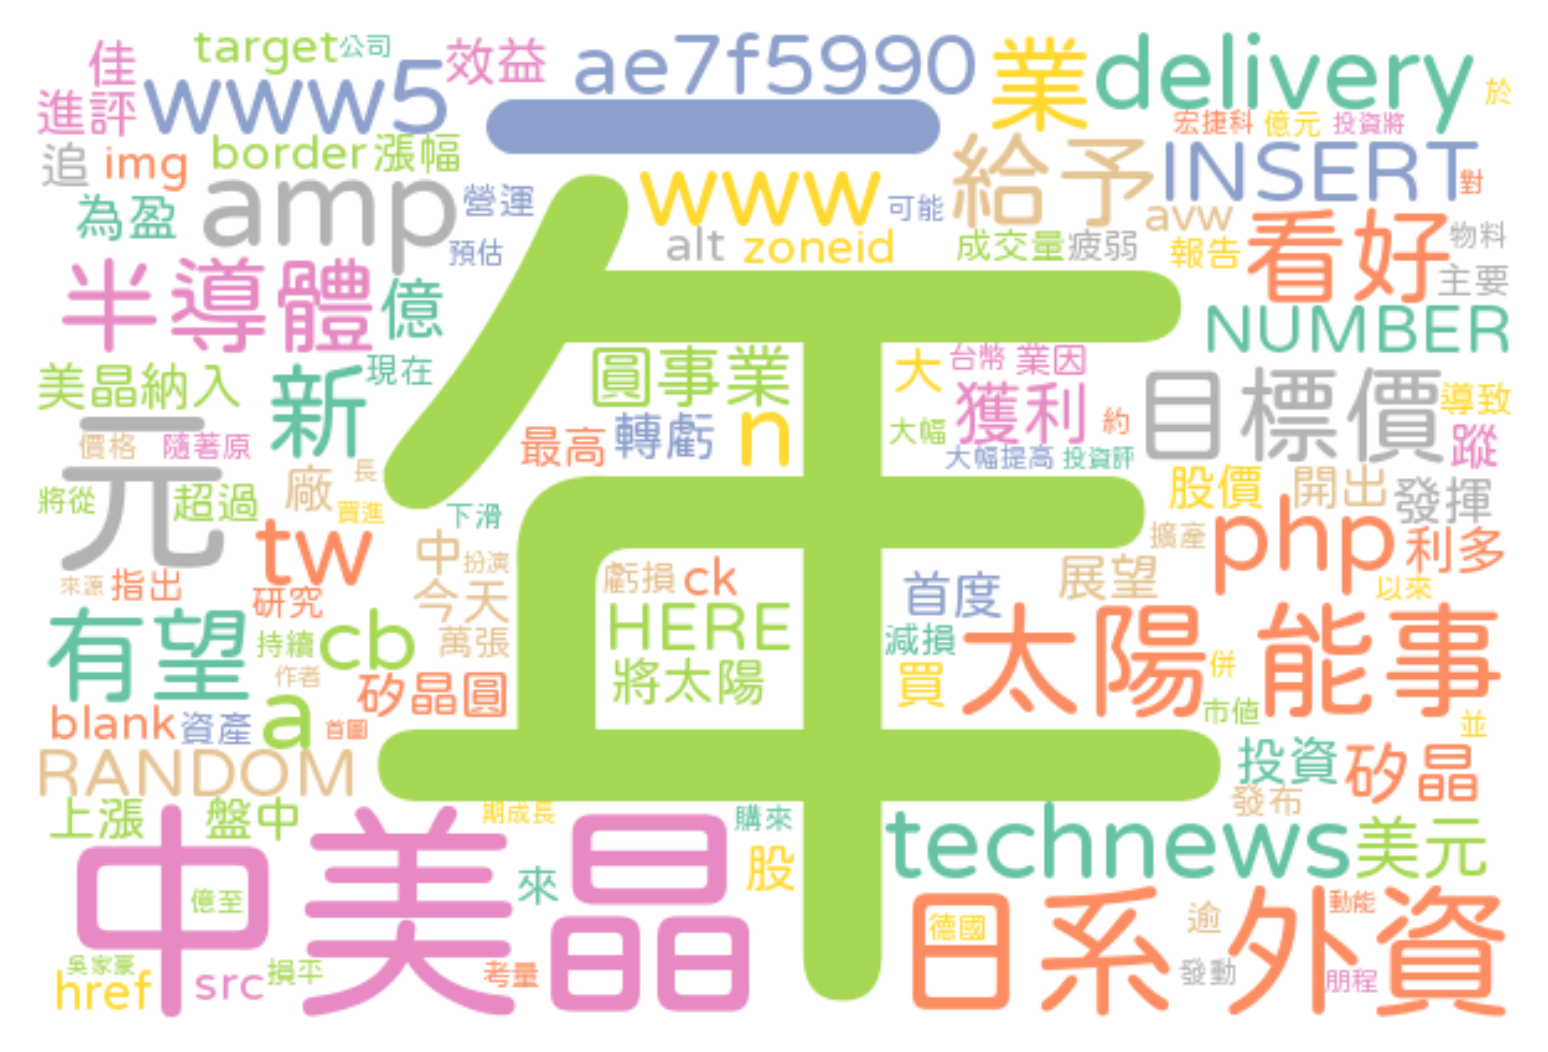 target
公司
佳
效益
ae7f5990
業
delivery
www5
進評
於
一
宏捷科
億元
投資將
追
img
border
漲幅
給予
INSERT
www
對
amp
營運
可能
avw
為盈
看好
alt
zoneid
成交量
疲弱
報告
物料
預估
主要
半導體
億
NUMBER
年
現在
圓事業
大
台幣
業因
美晶納入
新
獲利
目標價
導致
元
價格
隨著原
最高
轉虧
n
大幅
約
蹤
大幅提高
投資評
長
廠
股價
開出
發揮
將從
超過
買進
下滑
擴產
php
利多
tw
中
扮演
虧損
ck
展望
首度
來源
指出
研究
今天
以來
有望
持續
cb
萬張
HERE
減損
太陽能事
併
作者
矽晶圓
將太陽
買
a
市值
並
blank
資產
首圖
RANDOM
投資
矽晶
發布
上漲
盤中
期成長
購來
technews
美元
中美晶
來
股
億至
日系外資
動能
德國
逾
吳家豪
href
src
損平
考量
發動
朋程